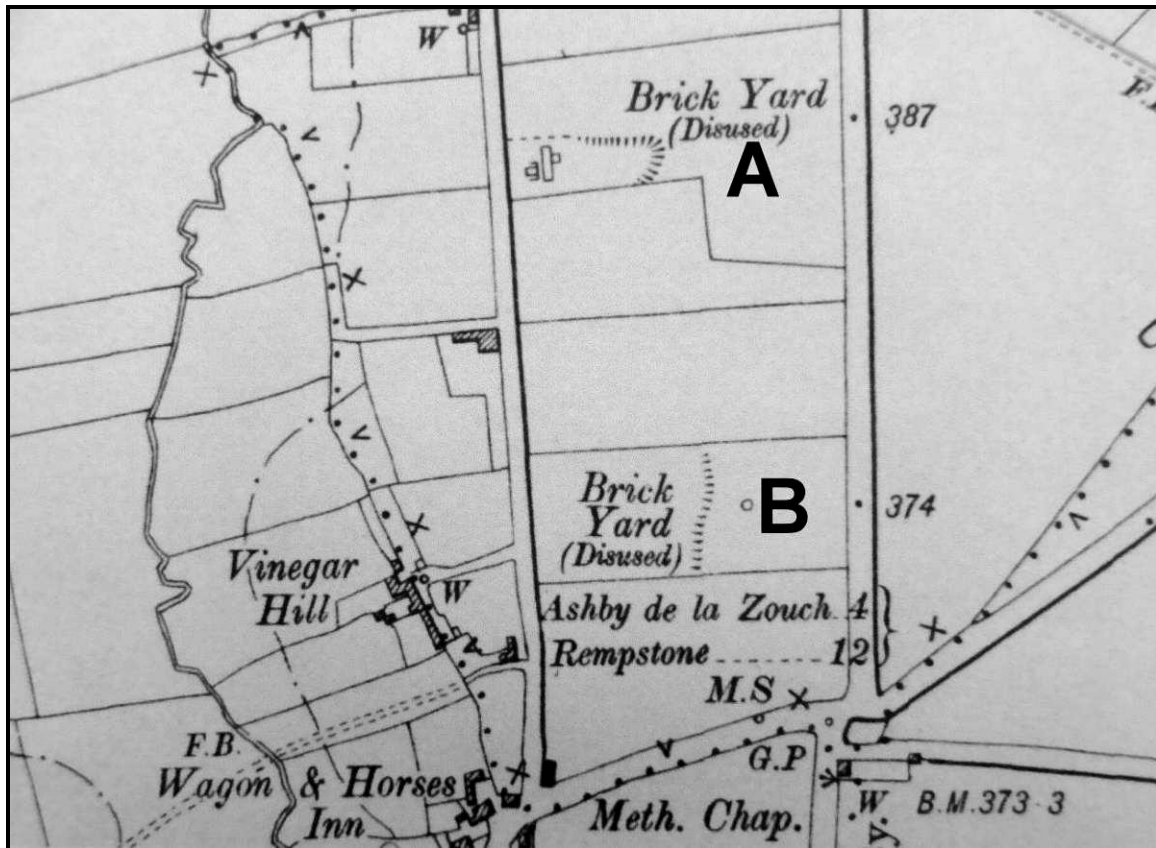 W
Brick Yard
(Disused)
A
387
Brick
Yard
(Disused)
B
374
Vinegar
Hill
W
Ashby de la Zouch 4
Rempstone 12
M.S
F.B.
G.P
Wagon & Horses
Inn
Meth. Chap.
W
B.M.373·3
y.